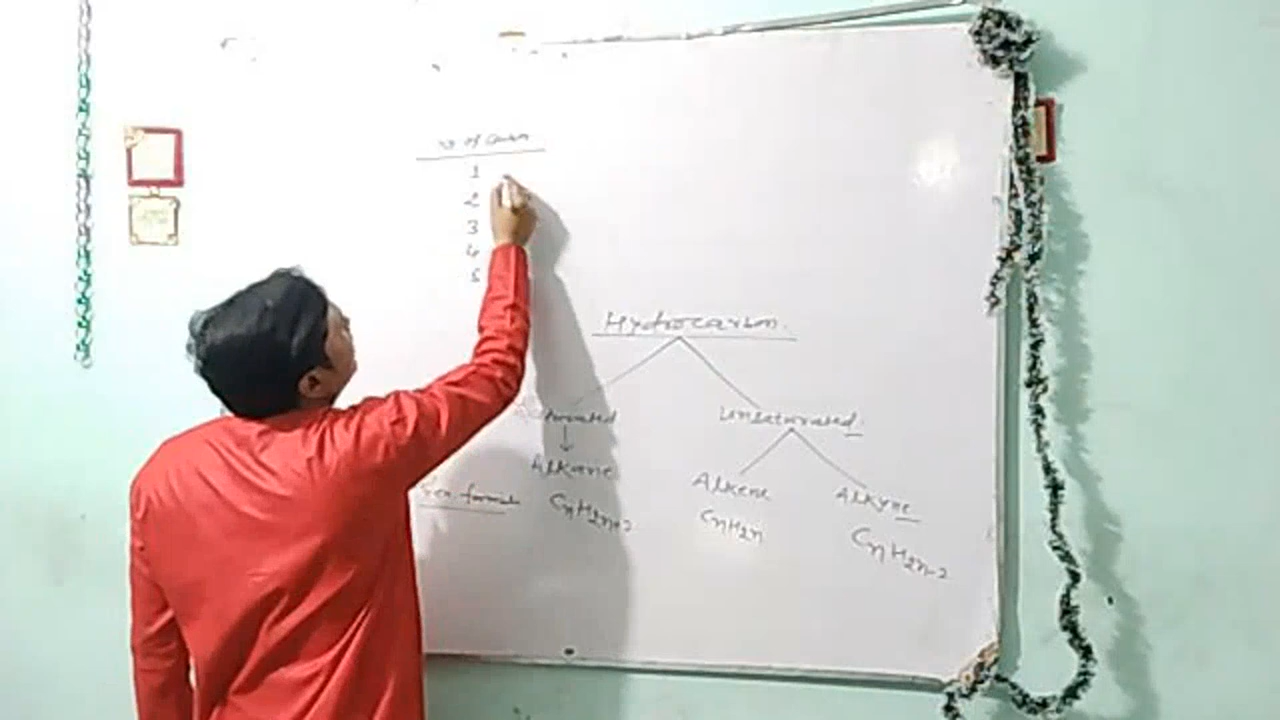 No of Carbon
1
2
3
4
5
Hydrocarbon.
Unsaturated.
Alkane
Alkene
Alkyne
Gen. formula
CnH2n+2
CnH2n
CnH2n-2